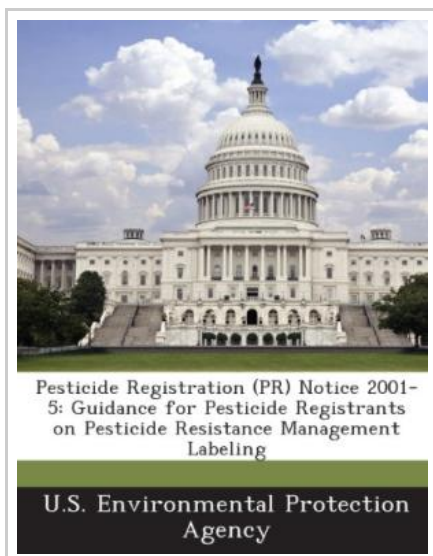 Pesticide Registration (PR) Notice 2001-
5: Guidance for Pesticide Registrants
on Pesticide Resistance Management
Labeling
U.S. Environmental Protection
Agency